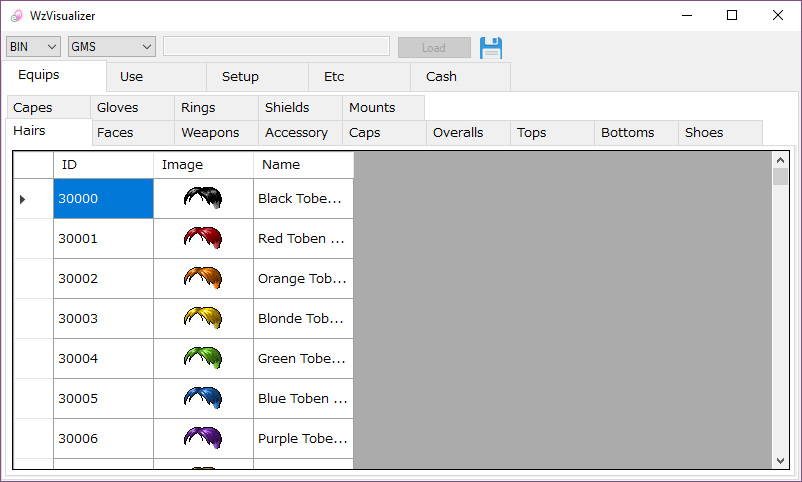 WzVisualizer
BIN GMS Load
Equips Use Setup Etc Cash
Capes Gloves Rings Shields Mounts
Hairs Faces Weapons Accessory Caps Overalls Tops Bottoms Shoes
ID Image Name
30000 Black Tobe...
30001 Red Toben ...
30002 Orange Tob...
30003 Blonde Tob...
30004 Green Tobe...
30005 Blue Toben ...
30006 Purple Tobe...